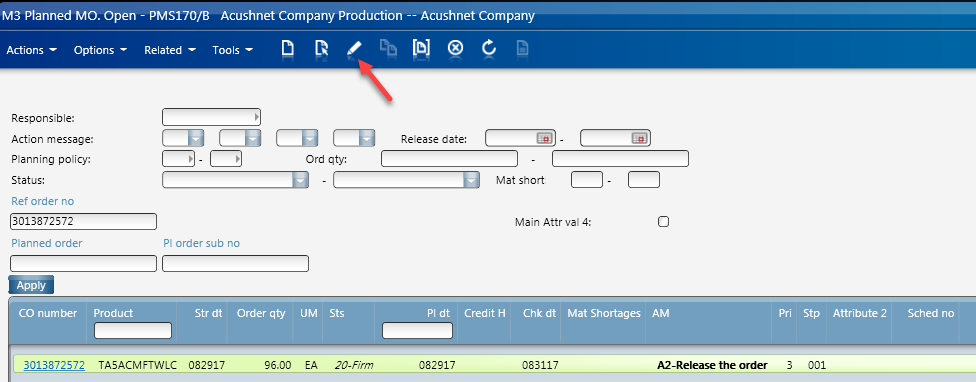 M3 Planned MO. Open - PMS170/B Acushnet Company Production -- Acushnet Company
Actions Options Related Tools
Responsible:
Action message: Release date: -
Planning policy: - Ord qty: -
Status: - Mat short: -
Ref order no
3013872572 Main Attr val 4:
Planned order Pl order sub no
Apply
CO number Product Str dt Order qty UM Sts Pl dt Credit H Chk dt Mat Shortages AM Pri Stp Attribute 2 Sched no
3013872572 TA5ACMFTWLC 082917 96.00 EA 20-Firm 082917 083117 A2-Release the order 3 001